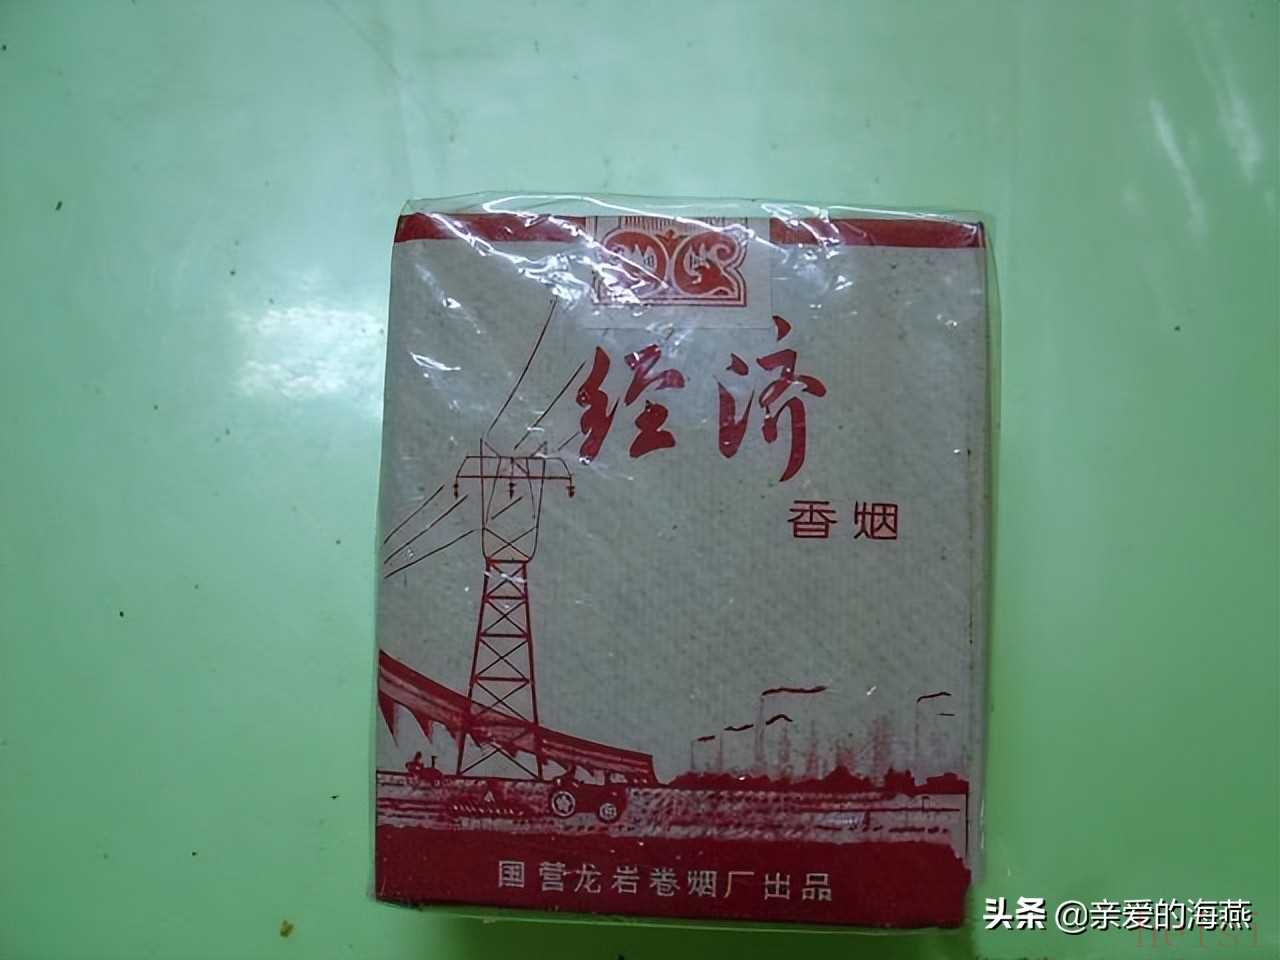 经济
香烟
国营龙岩卷烟厂出品
头条 @亲爱的海燕